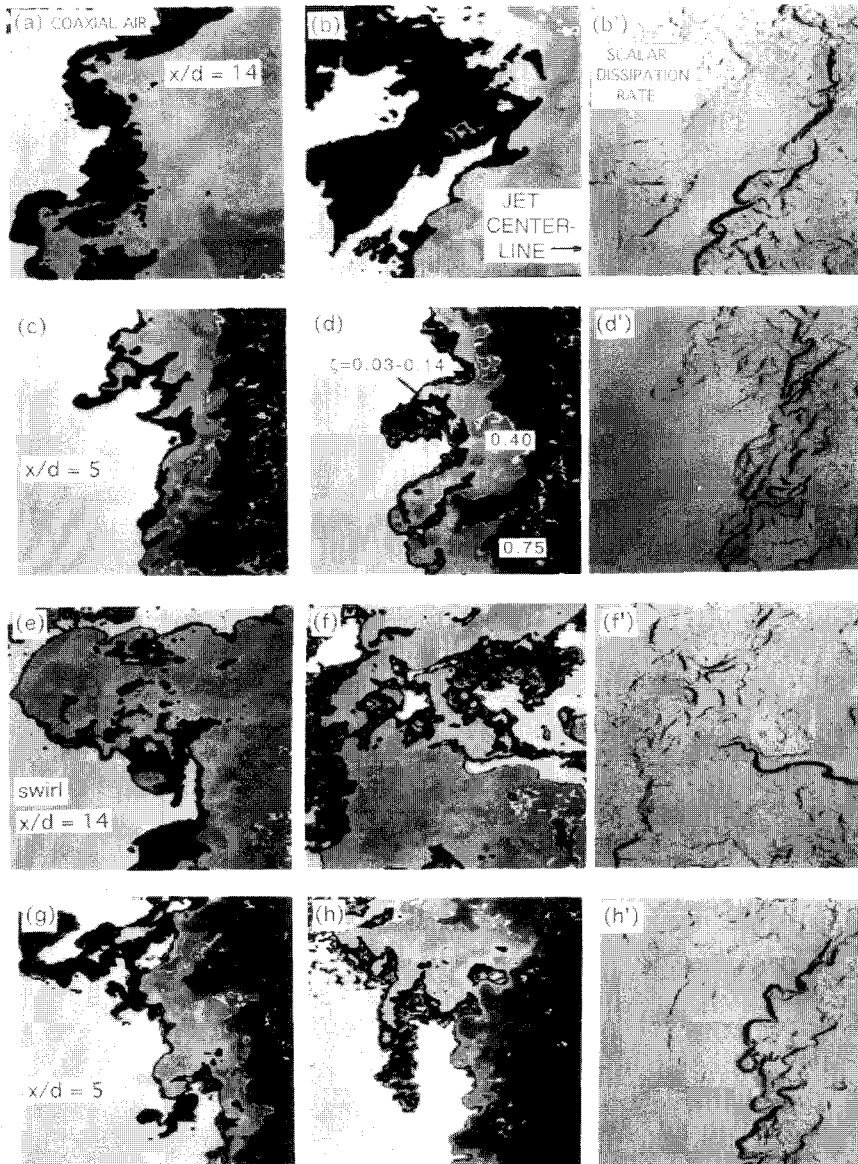 (a) COAXIAL AIR
x/d = 14
(b)
JET
CENTER-
LINE
(b')
SCALAR
DISSIPATION
RATE
(c)
x/d = 5
(d)
ζ=0.03-0.14
0.40
0.75
(d')
(e)
swirl
x/d = 14
(f)
(f')
(g)
x/d = 5
(h)
(h')